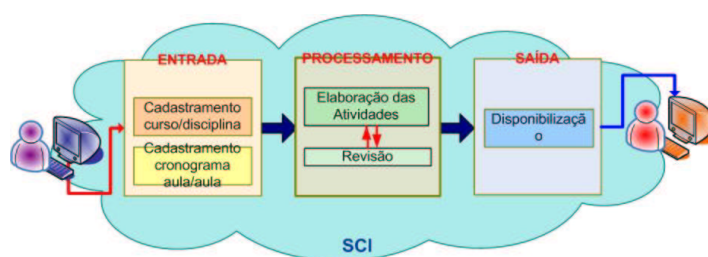 ENTRADA
PROCESSAMENTO
SAÍDA
Cadastramento
curso/disciplina
Cadastramento
cronograma
aula/aula
Elaboração das
Atividades
Revisão
Disponibilizaçã
o
SCI